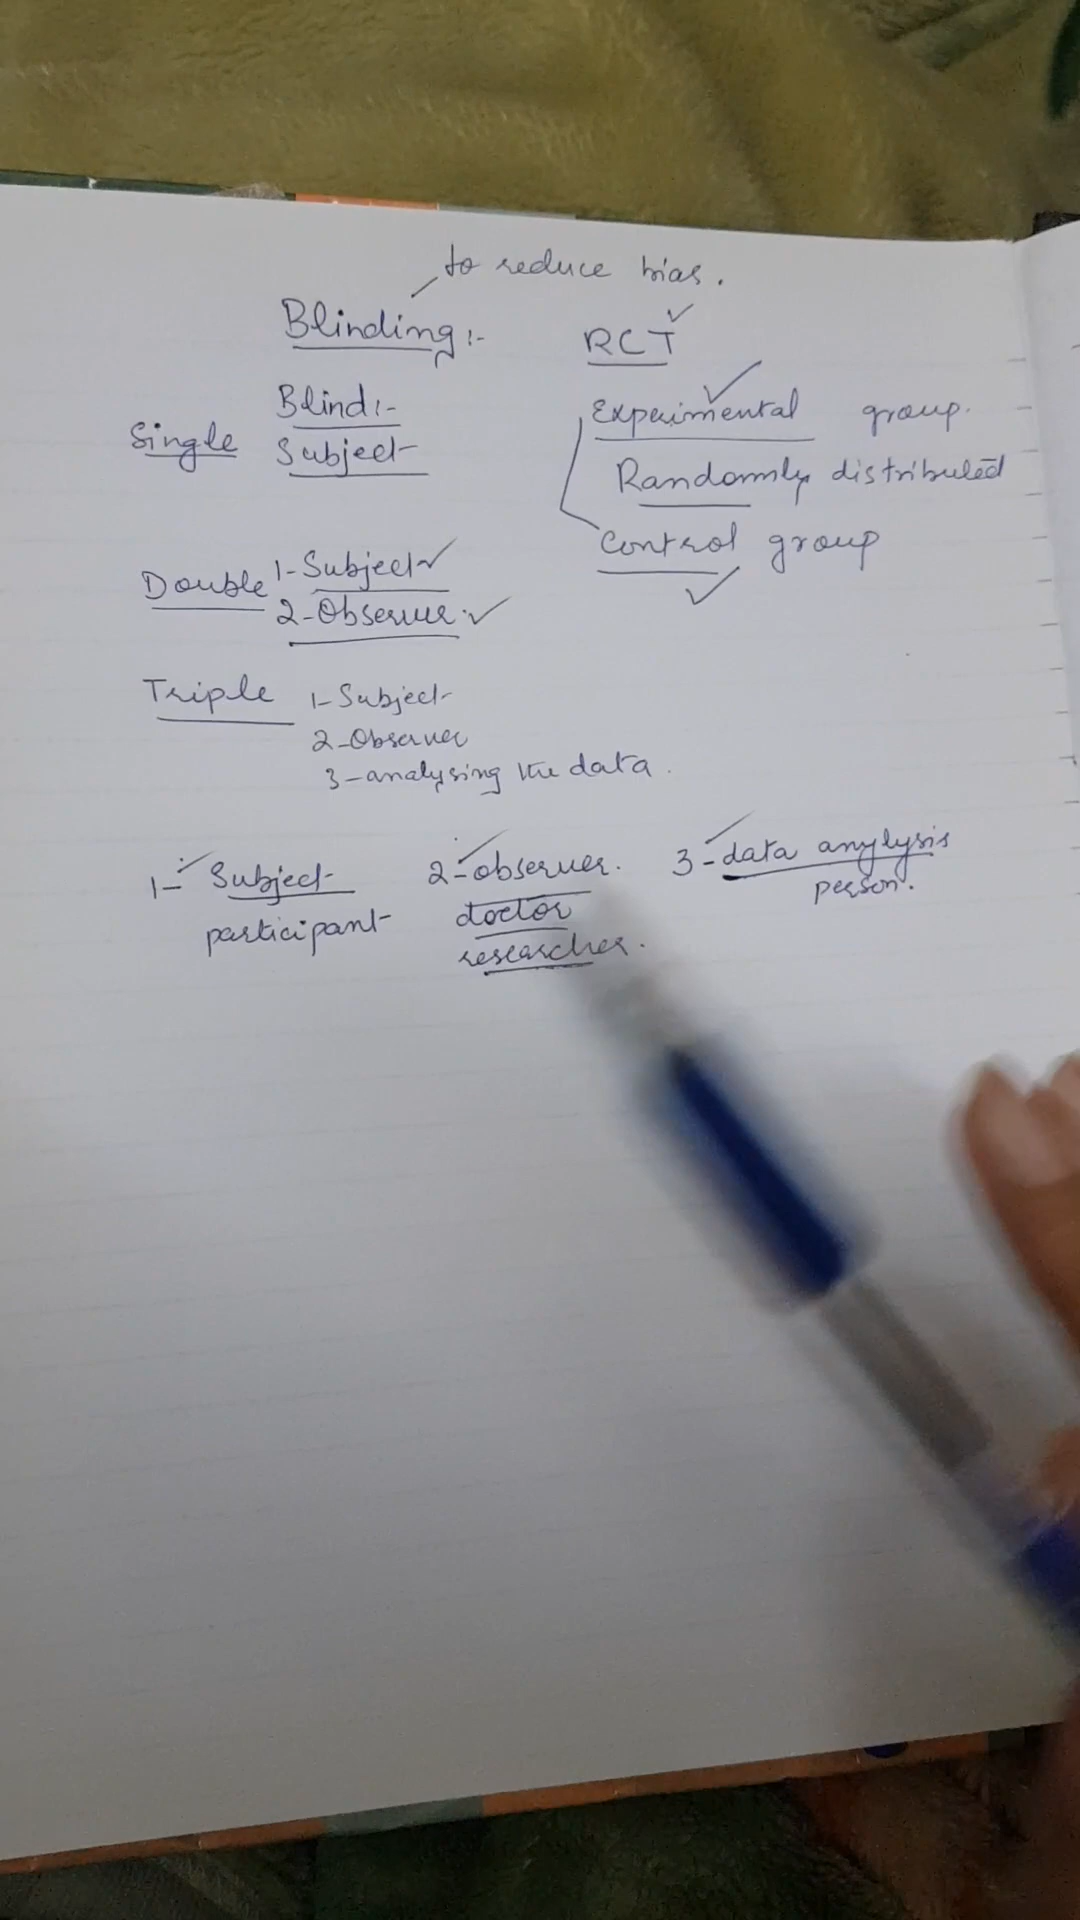 to reduce bias.
Blinding :-
RCT
Blind :-
Single Subject
Experimental group.
Randomly distributed
Control group
Double 1-Subject
2-Observer.
Triple 1-Subject
2-Observer
3-analysing the data.
1- Subject
participant
2-observer.
doctor
researcher.
3-data anylysis
person.